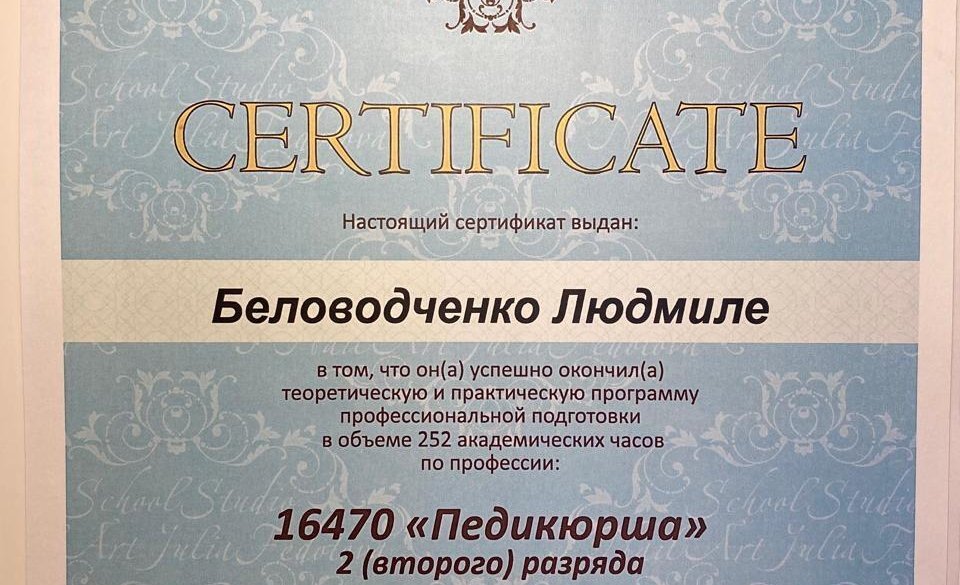 CERTIFICATE
Настоящий сертификат выдан:
Беловодченко Людмиле
в том, что он(а) успешно окончил(а)
теоретическую и практическую программу
профессиональной подготовки
в объеме 252 академических часов
по профессии:
16470 «Педикюрша»
2 (второго) разряда